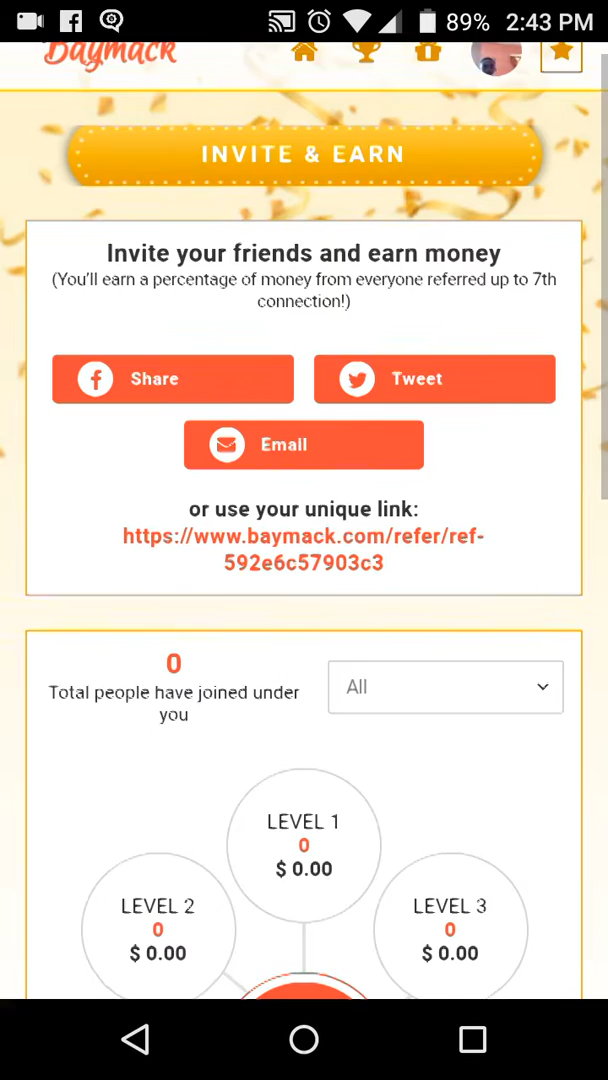 89% 2:43 PM
Baymack
INVITE & EARN
Invite your friends and earn money
(You'll earn a percentage of money from everyone referred up to 7th
connection!)
Share
Tweet
Email
or use your unique link:
https://www.baymack.com/refer/ref-
592e6c57903c3
0
Total people have joined under
you
All
LEVEL 1
0
$ 0.00
LEVEL 2
0
$ 0.00
LEVEL 3
0
$ 0.00